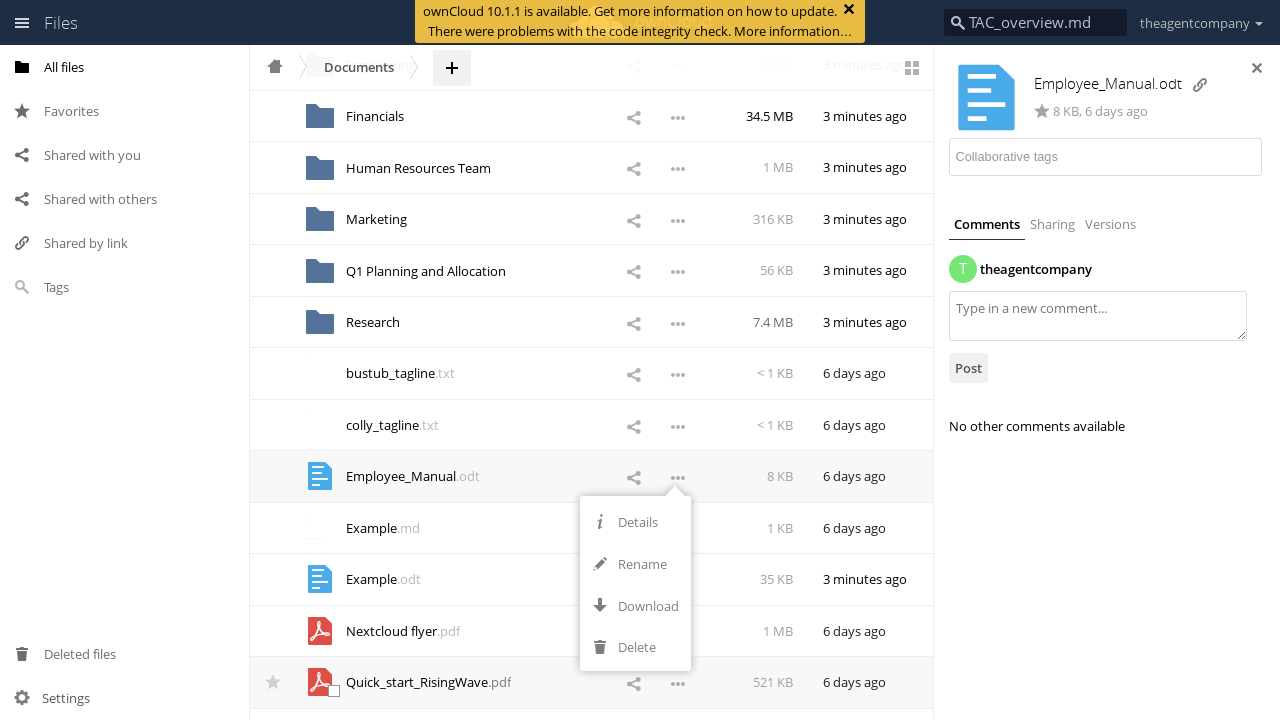 Files
ownCloud 10.1.1 is available. Get more information on how to update.
There were problems with the code integrity check. More information…
TAC_overview.md
theagentcompany
All files
Favorites
Shared with you
Shared with others
Shared by link
Tags
Deleted files
Settings
Documents
3 minutes ago
Financials 34.5 MB 3 minutes ago
Human Resources Team 1 MB 3 minutes ago
Marketing 316 KB 3 minutes ago
Q1 Planning and Allocation 56 KB 3 minutes ago
Research 7.4 MB 3 minutes ago
bustub_tagline.txt < 1 KB 6 days ago
colly_tagline.txt < 1 KB 6 days ago
Employee_Manual.odt 8 KB 6 days ago
Example.md 1 KB 6 days ago
Example.odt 35 KB 3 minutes ago
Nextcloud flyer.pdf 1 MB 6 days ago
Quick_start_RisingWave.pdf 521 KB 6 days ago
Details
Rename
Download
Delete
Employee_Manual.odt
8 KB, 6 days ago
Collaborative tags
Comments Sharing Versions
T theagentcompany
Type in a new comment...
Post
No other comments available